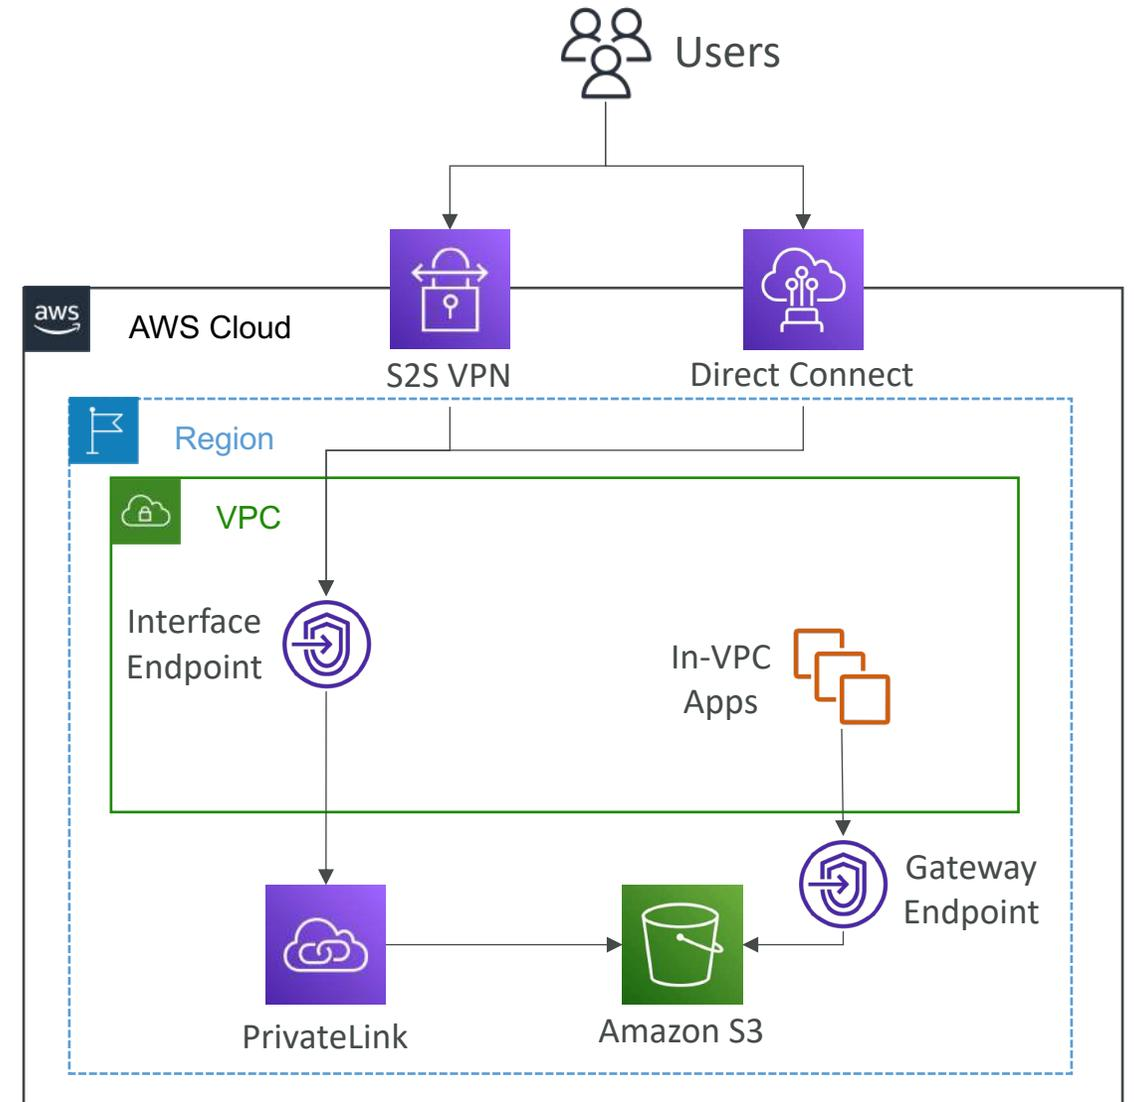 Users
aws
AWS Cloud
S2S VPN
Direct Connect
Region
VPC
Interface
Endpoint
In-VPC
Apps
Gateway
Endpoint
PrivateLink
Amazon S3